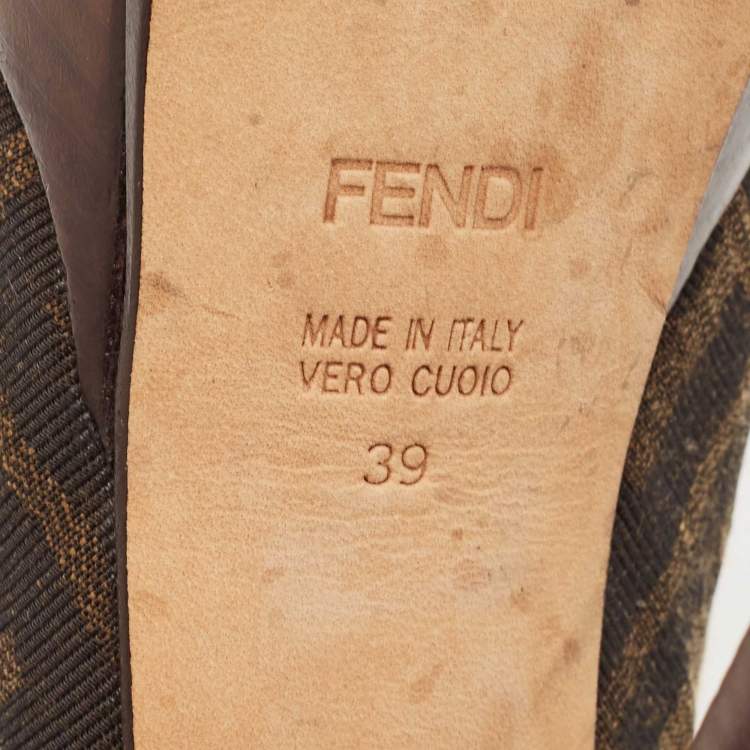 FENDI
MADE IN ITALY
VERO CUOIO
39